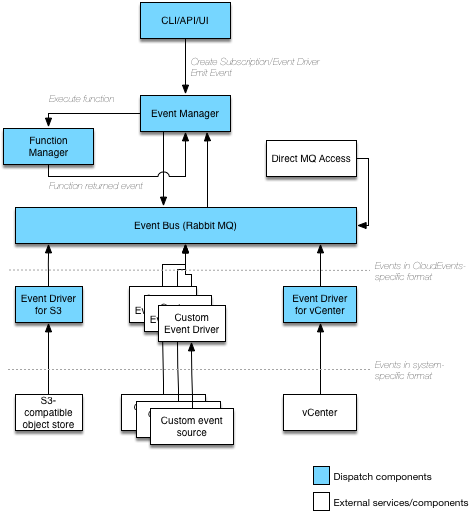 CLI/API/UI
Create Subscription/Event Driver
Emit Event
Execute function
Event Manager
Function
Manager
Direct MQ Access
Function returned event
Event Bus (Rabbit MQ)
Events in CloudEvents-
specific format
Event Driver
for S3
Custom
Event Driver
Event Driver
for vCenter
Events in system-
specific format
S3-
compatible
object store
Custom event
source
vCenter
Dispatch components
External services/components